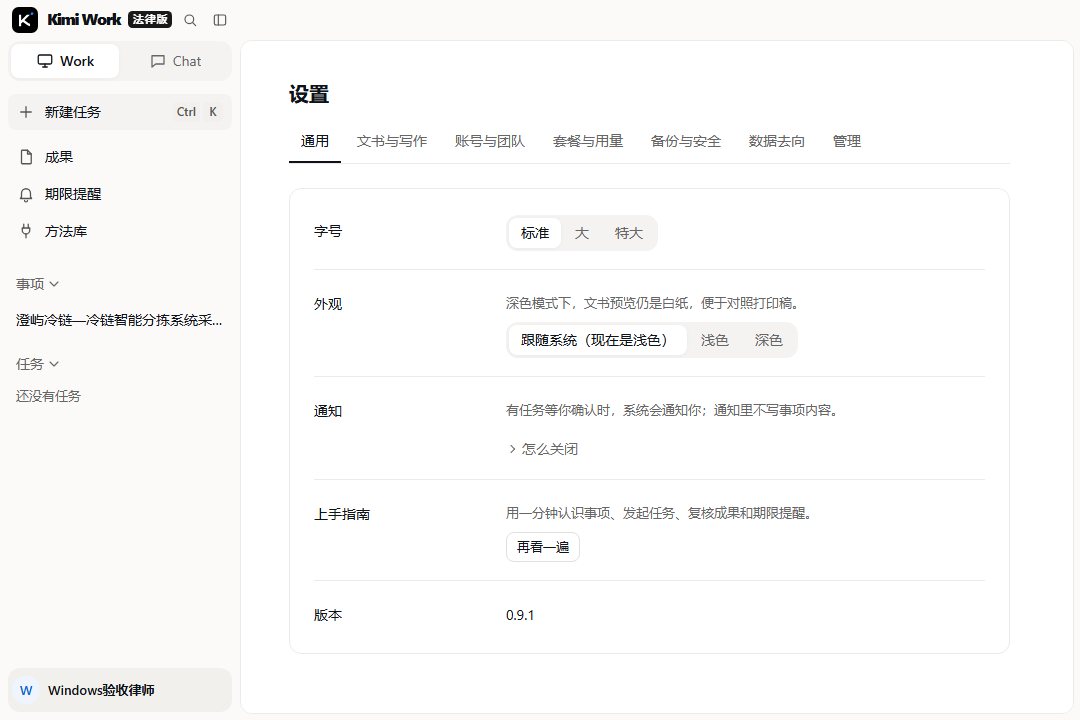 Kimi Work 法律版
Work
Chat
新建任务 Ctrl K
成果
期限提醒
方法库
事项
澄屿冷链—冷链智能分拣系统采...
任务
还没有任务
Windows验收律师
设置
通用 文书与写作 账号与团队 套餐与用量 备份与安全 数据去向 管理
字号
标准 大 特大
外观
深色模式下，文书预览仍是白纸，便于对照打印稿。
跟随系统（现在是浅色） 浅色 深色
通知
有任务等你确认时，系统会通知你；通知里不写事项内容。
怎么关闭
上手指南
用一分钟认识事项、发起任务、复核成果和期限提醒。
再看一遍
版本
0.9.1